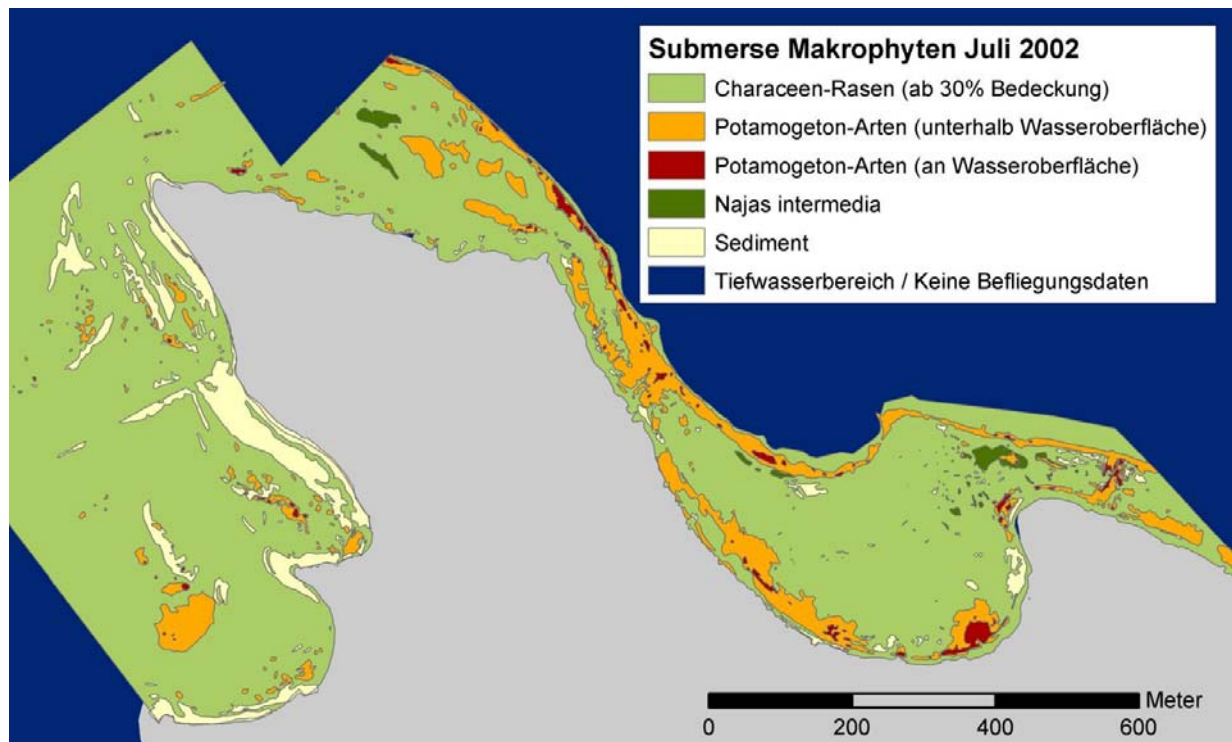 Submerse Makrophyten Juli 2002
Characeen-Rasen (ab 30% Bedeckung)
Potamogeton-Arten (unterhalb Wasseroberfläche)
Potamogeton-Arten (an Wasseroberfläche)
Najas intermedia
Sediment
Tiefwasserbereich / Keine Befliegungsdaten
Meter
0 200 400 600